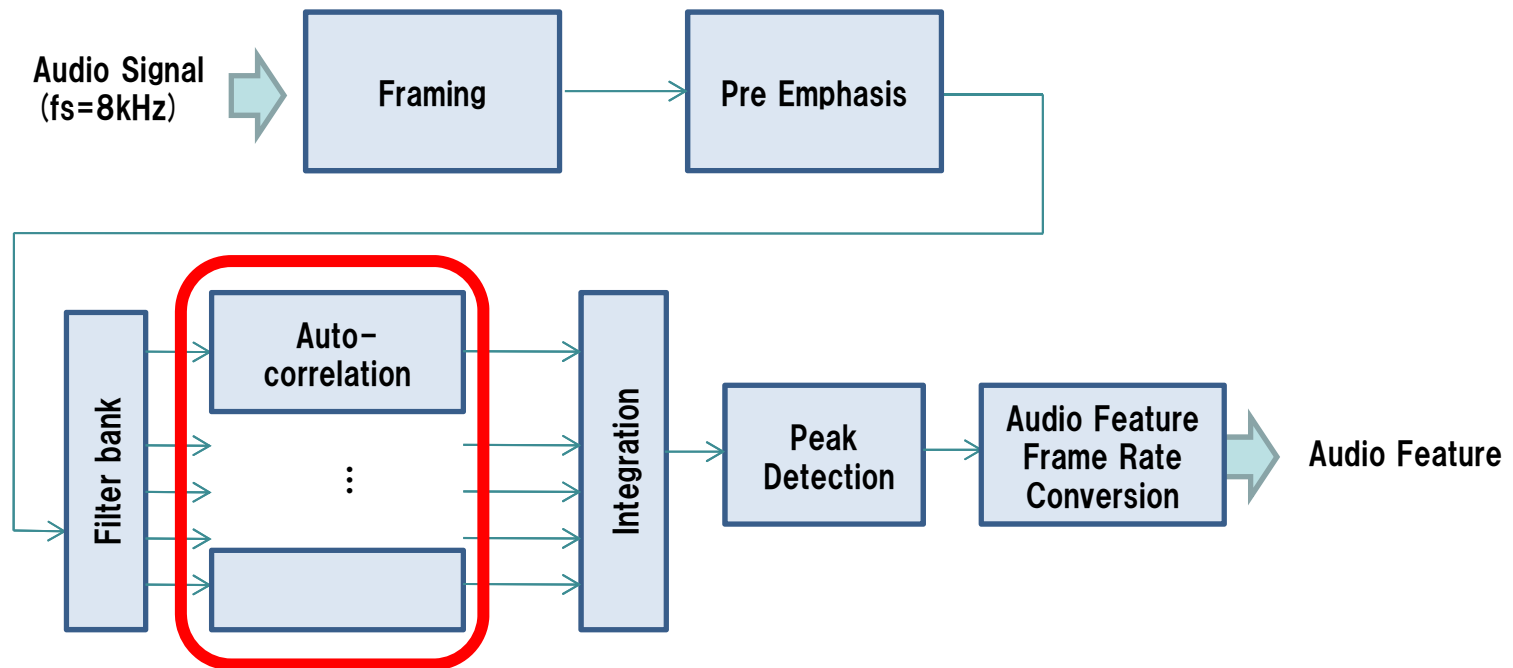 Audio Signal
(fs=8kHz)
Framing
Pre Emphasis
Filter bank
Auto-
correlation
⋮
Integration
Peak
Detection
Audio Feature
Frame Rate
Conversion
Audio Feature